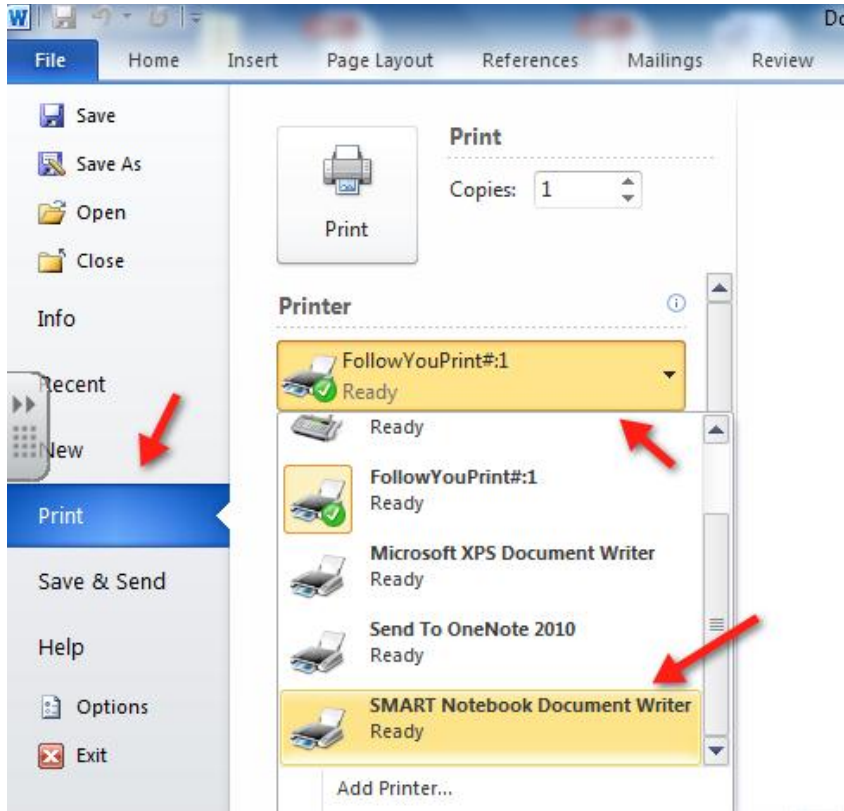 W
Do
File Home Insert Page Layout References Mailings Review
Save
Save As
Open
Close
Info
Recent
New
Print
Save & Send
Help
Options
Exit
Print
Print
Copies: 1
Printer
FollowYouPrint#:1
Ready
Ready
FollowYouPrint#:1
Ready
Microsoft XPS Document Writer
Ready
Send To OneNote 2010
Ready
SMART Notebook Document Writer
Ready
Add Printer...